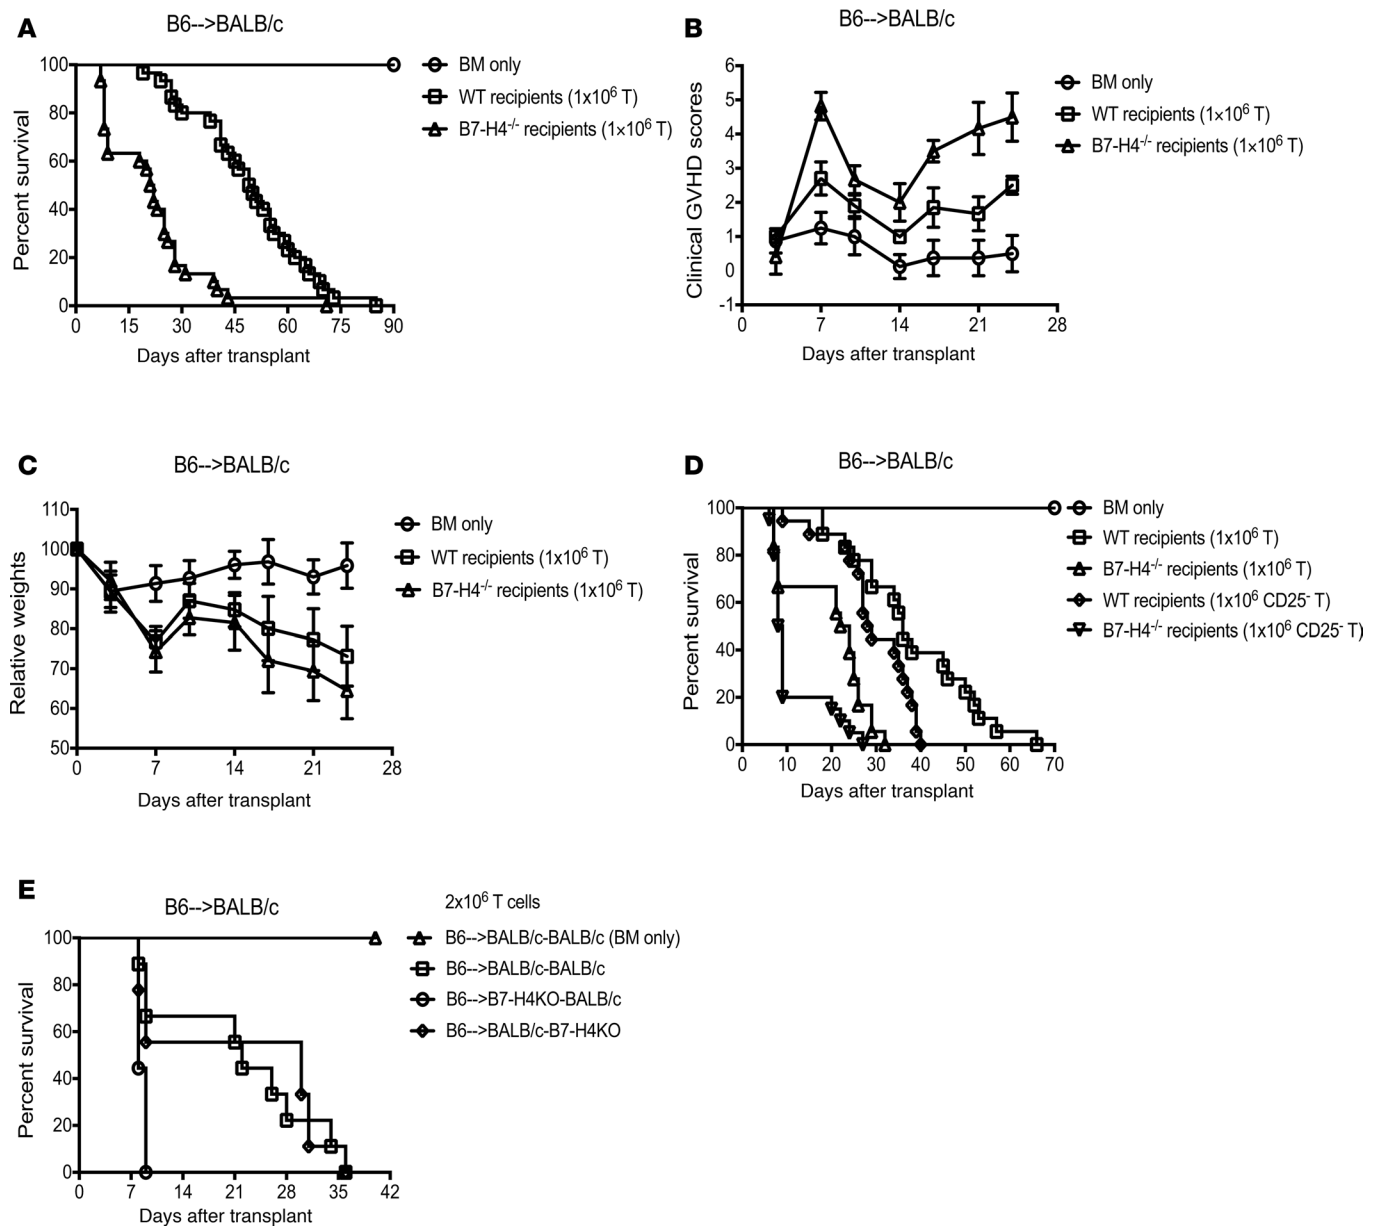 A
B6-->BALB/c
Percent survival
100
80
60
40
20
0
0 15 30 45 60 75 90
Days after transplant
BM only
WT recipients (1x10⁶ T)
B7-H4⁻/⁻ recipients (1×10⁶ T)
B
B6-->BALB/c
Clinical GVHD scores
6
5
4
3
2
1
0
-1
0 7 14 21 28
Days after transplant
BM only
WT recipients (1×10⁶ T)
B7-H4⁻/⁻ recipients (1×10⁶ T)
C
B6-->BALB/c
Relative weights
110
100
90
80
70
60
50
0 7 14 21 28
Days after transplant
BM only
WT recipients (1x10⁶ T)
B7-H4⁻/⁻ recipients (1x10⁶ T)
D
B6-->BALB/c
Percent survival
100
80
60
40
20
0
0 10 20 30 40 50 60 70
Days after transplant
BM only
WT recipients (1x10⁶ T)
B7-H4⁻/⁻ recipients (1x10⁶ T)
WT recipients (1x10⁶ CD25⁻ T)
B7-H4⁻/⁻ recipients (1x10⁶ CD25⁻ T)
E
B6-->BALB/c
Percent survival
100
80
60
40
20
0
0 7 14 21 28 35 42
Days after transplant
2x10⁶ T cells
B6-->BALB/c-BALB/c (BM only)
B6-->BALB/c-BALB/c
B6-->B7-H4KO-BALB/c
B6-->BALB/c-B7-H4KO